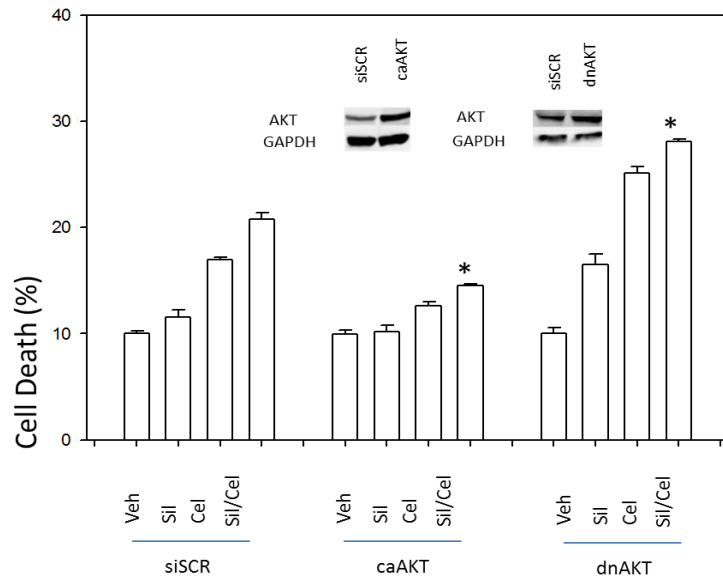 40
30
20
10
0
Cell Death (%)
siSCR
caAKT
siSCR
dnAKT
AKT
GAPDH
AKT
GAPDH
*
*
Veh
Sil
Cel
Sil/Cel
Veh
Sil
Cel
Sil/Cel
Veh
Sil
Cel
Sil/Cel
siSCR
caAKT
dnAKT